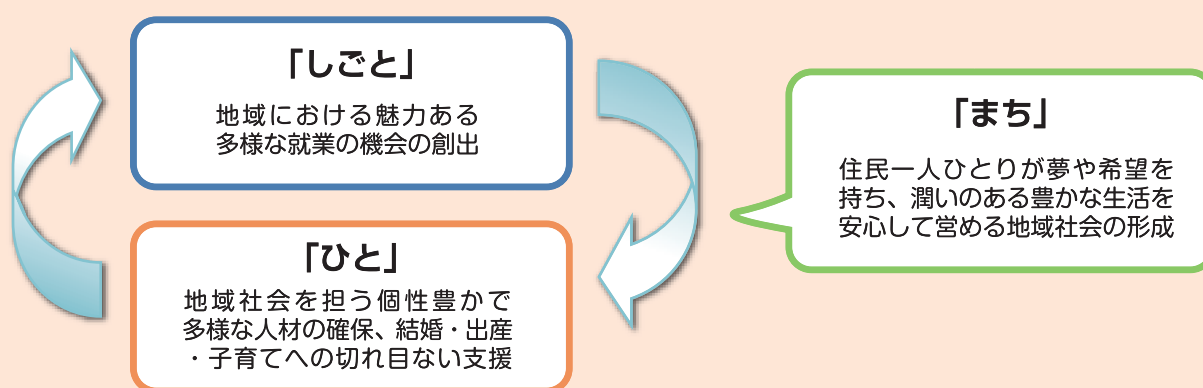 「しごと」
地域における魅力ある
多様な就業の機会の創出
「ひと」
地域社会を担う個性豊かで
多様な人材の確保、結婚・出産
・子育てへの切れ目ない支援
「まち」
住民一人ひとりが夢や希望を
持ち、潤いのある豊かな生活を
安心して営める地域社会の形成